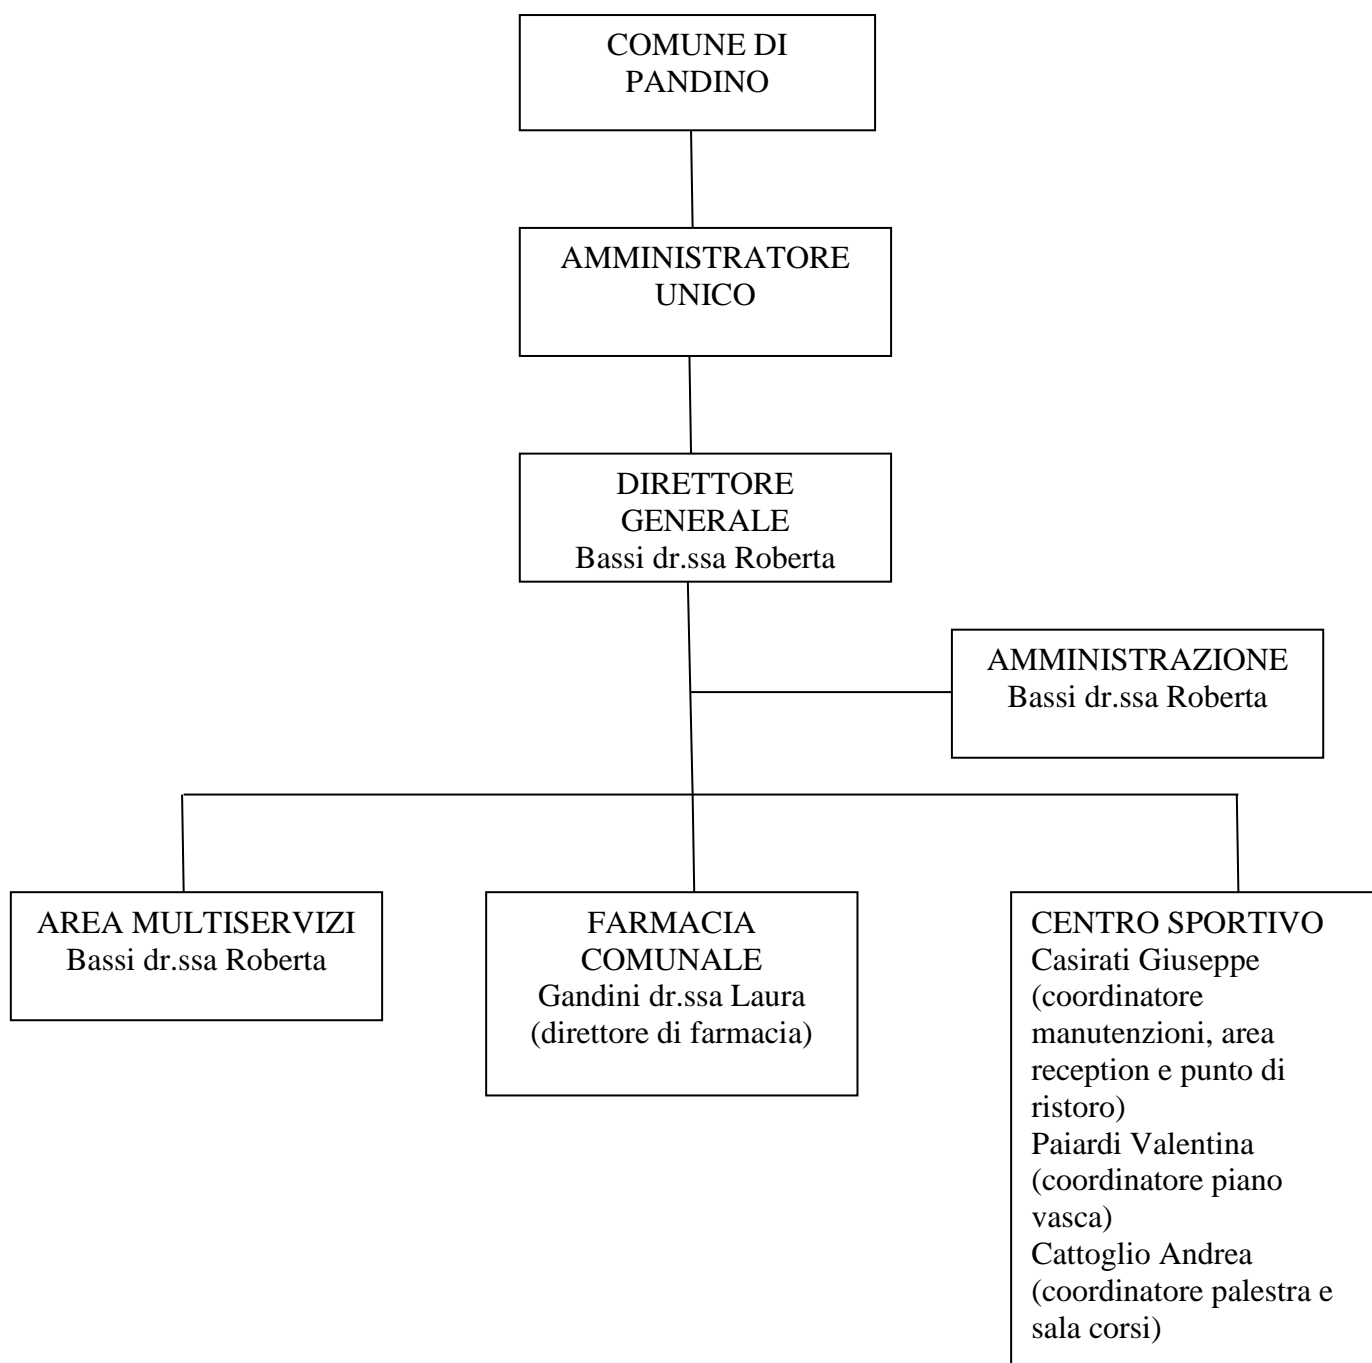 COMUNE DI
PANDINO
AMMINISTRATORE
UNICO
DIRETTORE
GENERALE
Bassi dr.ssa Roberta
AMMINISTRAZIONE
Bassi dr.ssa Roberta
AREA MULTISERVIZI
Bassi dr.ssa Roberta
FARMACIA
COMUNALE
Gandini dr.ssa Laura
(direttore di farmacia)
CENTRO SPORTIVO
Casirati Giuseppe
(coordinatore
manutenzioni, area
reception e punto di
ristoro)
Paiardi Valentina
(coordinatore piano
vasca)
Cattoglio Andrea
(coordinatore palestra e
sala corsi)